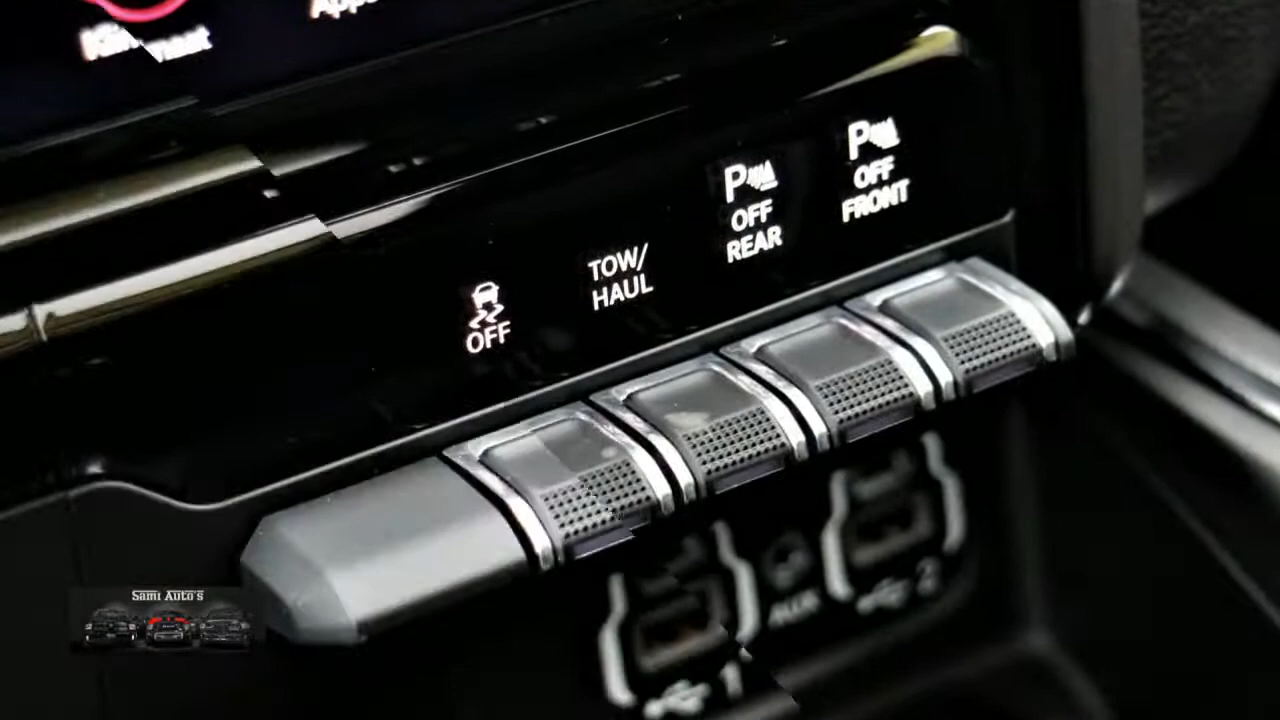 OFF
TOW/
HAUL
P
OFF
REAR
P
OFF
FRONT
AUX
1
2
Sami Auto's